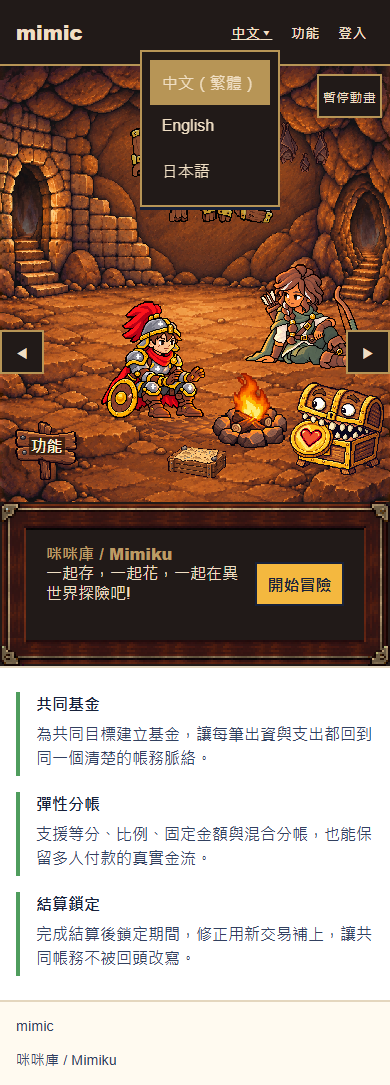 mimic
中文▼ 功能 登入
中文（繁體）
English
日本語
暫停動畫
◀ ▶
功能
咪咪庫 / Mimiku
一起存，一起花，一起在異
世界探險吧!
開始冒險
共同基金
為共同目標建立基金，讓每筆出資與支出都回到
同一個清楚的帳務脈絡。
彈性分帳
支援等分、比例、固定金額與混合分帳，也能保
留多人付款的真實金流。
結算鎖定
完成結算後鎖定期間，修正用新交易補上，讓共
同帳務不被回頭改寫。
mimic
咪咪庫 / Mimiku